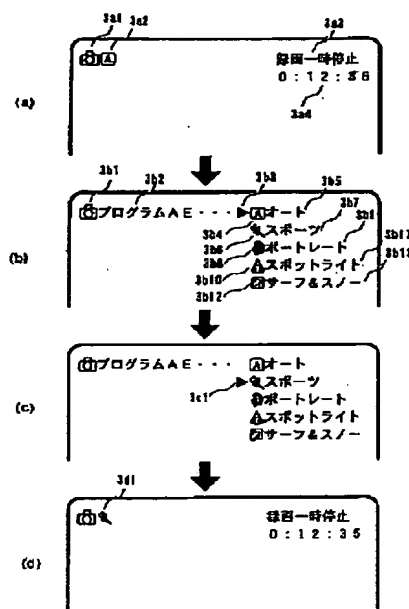 3a1 3a2 3a3
A 録画一時停止
0:12:36
3a4
(a)
3b1 3b2 3b3 3b5
プログラムAE・・・・▶Aオート
3b7
3b4 スポーツ
3b6
3b8 ポートレート
3b10 スポットライト 3b11
3b12 サーフ&スノー 3b13
(b)
プログラムAE・・・ Aオート
3c1 ▶スポーツ
ポートレート
スポットライト
サーフ&スノー
(c)
3d1
録画一時停止
0:12:35
(d)